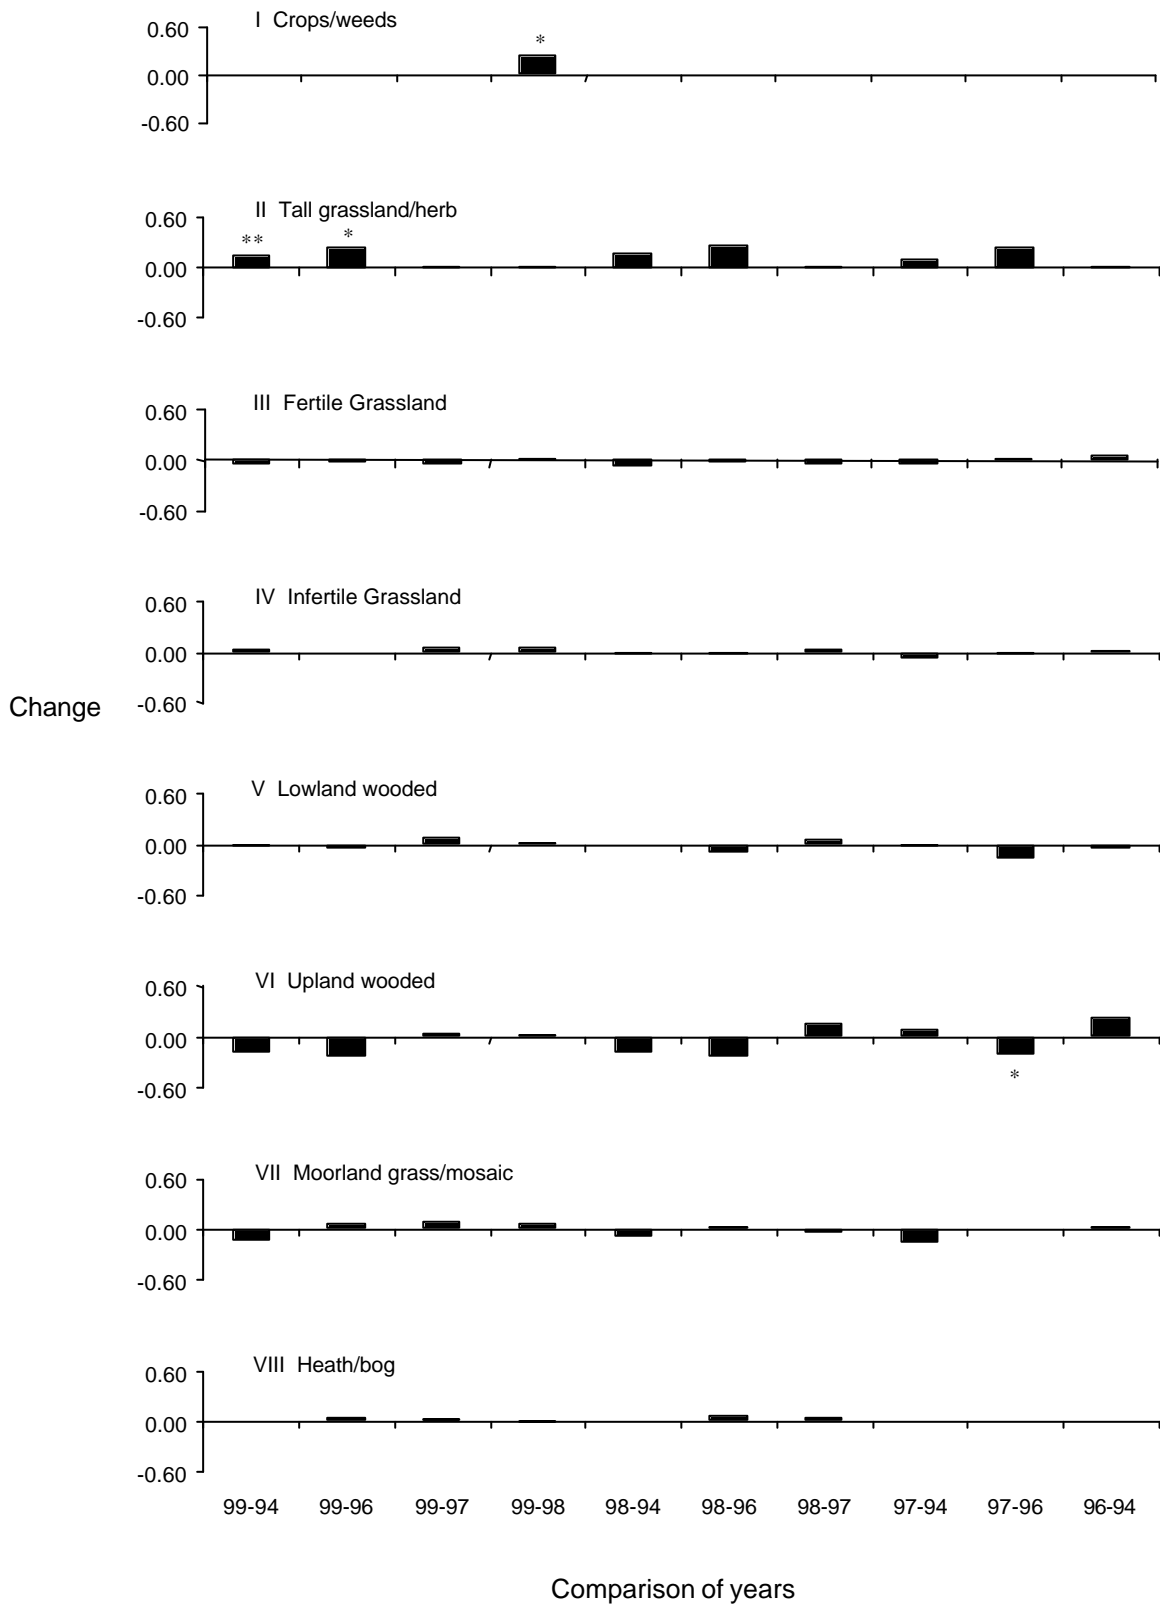 I Crops/weeds
0.60
*
0.00
-0.60
II Tall grassland/herb
0.60
** *
0.00
-0.60
III Fertile Grassland
0.60
0.00
-0.60
IV Infertile Grassland
0.60
0.00
-0.60
Change
V Lowland wooded
0.60
0.00
-0.60
VI Upland wooded
0.60
0.00
-0.60
*
VII Moorland grass/mosaic
0.60
0.00
-0.60
VIII Heath/bog
0.60
0.00
-0.60
99-94 99-96 99-97 99-98 98-94 98-96 98-97 97-94 97-96 96-94
Comparison of years